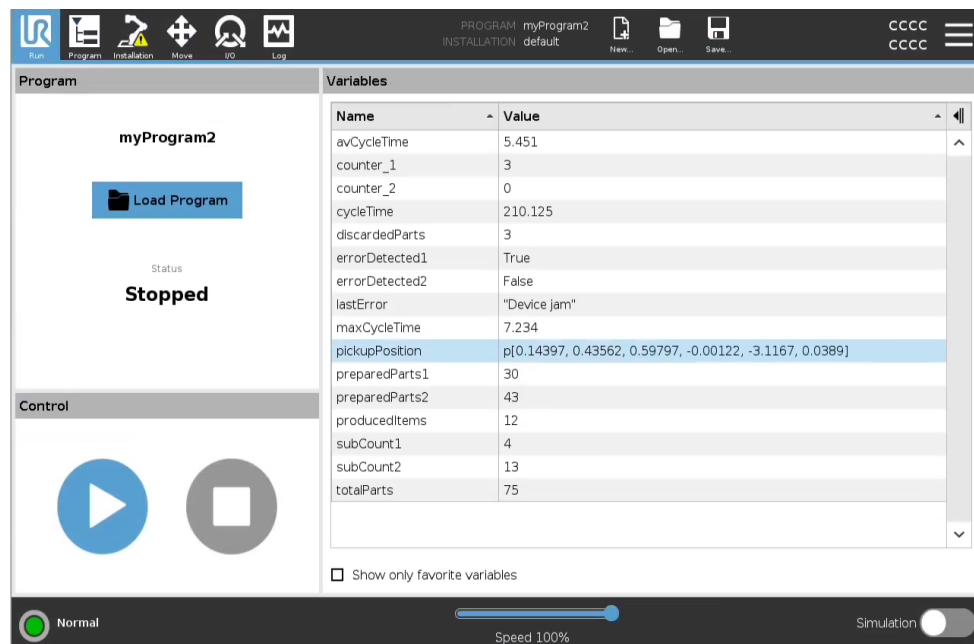 UR
Run
Program
Installation
Move
I/O
Log
PROGRAM myProgram2
INSTALLATION default
New...
Open...
Save...
CCCC
CCCC
Program
myProgram2
Load Program
Status
Stopped
Control
Variables
Name Value
avCycleTime 5.451
counter_1 3
counter_2 0
cycleTime 210.125
discardedParts 3
errorDetected1 True
errorDetected2 False
lastError "Device jam"
maxCycleTime 7.234
pickupPosition p[0.14397, 0.43562, 0.59797, -0.00122, -3.1167, 0.0389]
preparedParts1 30
preparedParts2 43
producedItems 12
subCount1 4
subCount2 13
totalParts 75
Show only favorite variables
Normal
Speed 100%
Simulation